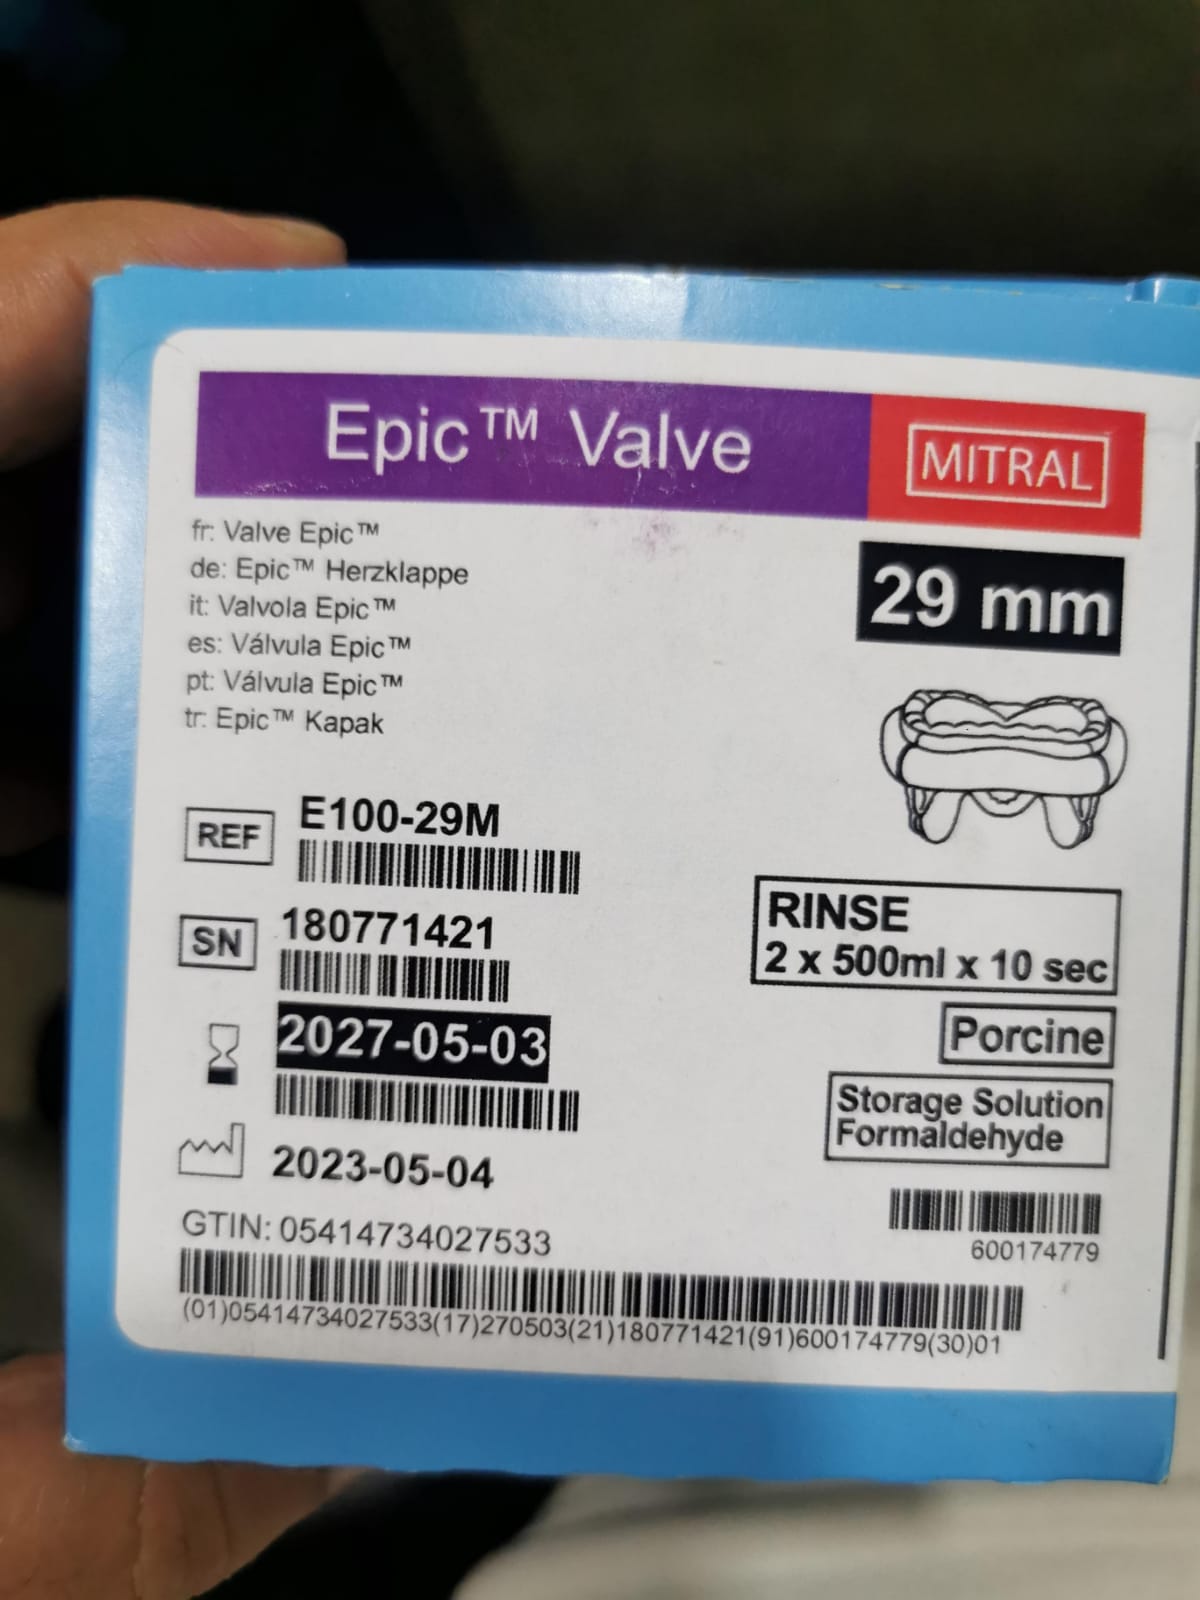 Epic™ Valve
MITRAL
29 mm
fr: Valve Epic™
de: Epic™ Herzklappe
it: Valvola Epic™
es: Válvula Epic™
pt: Válvula Epic™
tr: Epic™ Kapak
REF E100-29M
SN 180771421
2027-05-03
2023-05-04
RINSE
2 x 500ml x 10 sec
Porcine
Storage Solution
Formaldehyde
600174779
GTIN: 05414734027533
(01)05414734027533(17)270503(21)180771421(91)600174779(30)01